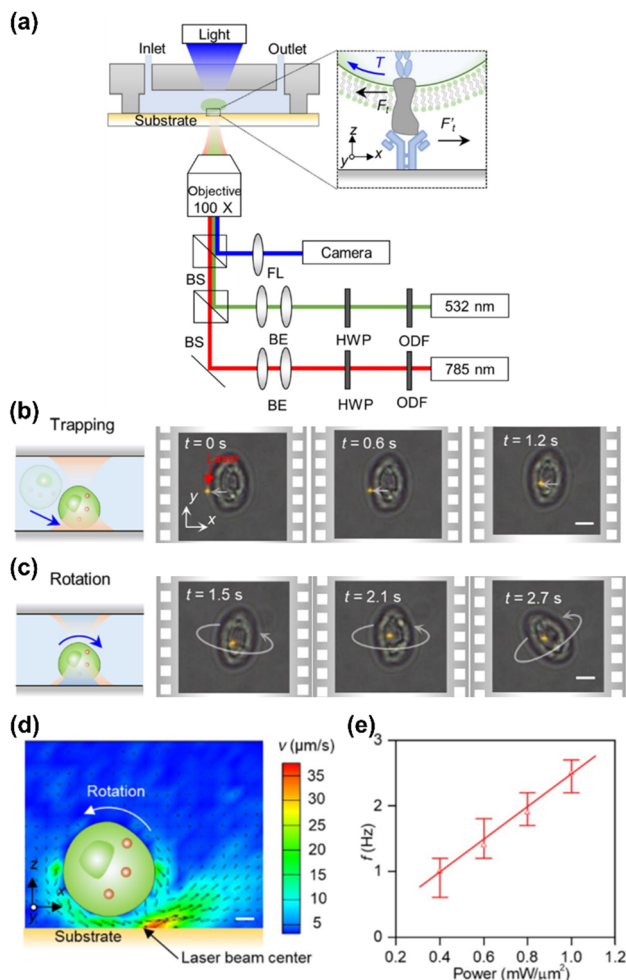 (a)
Light
Inlet
Outlet
Substrate
T
Fₜ
F'ₜ
z
y
x
Objective
100 X
Camera
BS
FL
532 nm
BE
HWP
ODF
BS
785 nm
BE
HWP
ODF
(b)
Trapping
t = 0 s
Laser
y
x
0.6 s
t = 1.2 s
(c)
Rotation
t = 1.5 s
t = 2.1 s
t = 2.7 s
(d)
v (µm/s)
Rotation
35
30
25
20
15
10
5
z
x
y
Substrate
Laser beam center
(e)
f (Hz)
3
2
1
0
0.2 0.4 0.6 0.8 1.0 1.2
Power (mW/µm²)